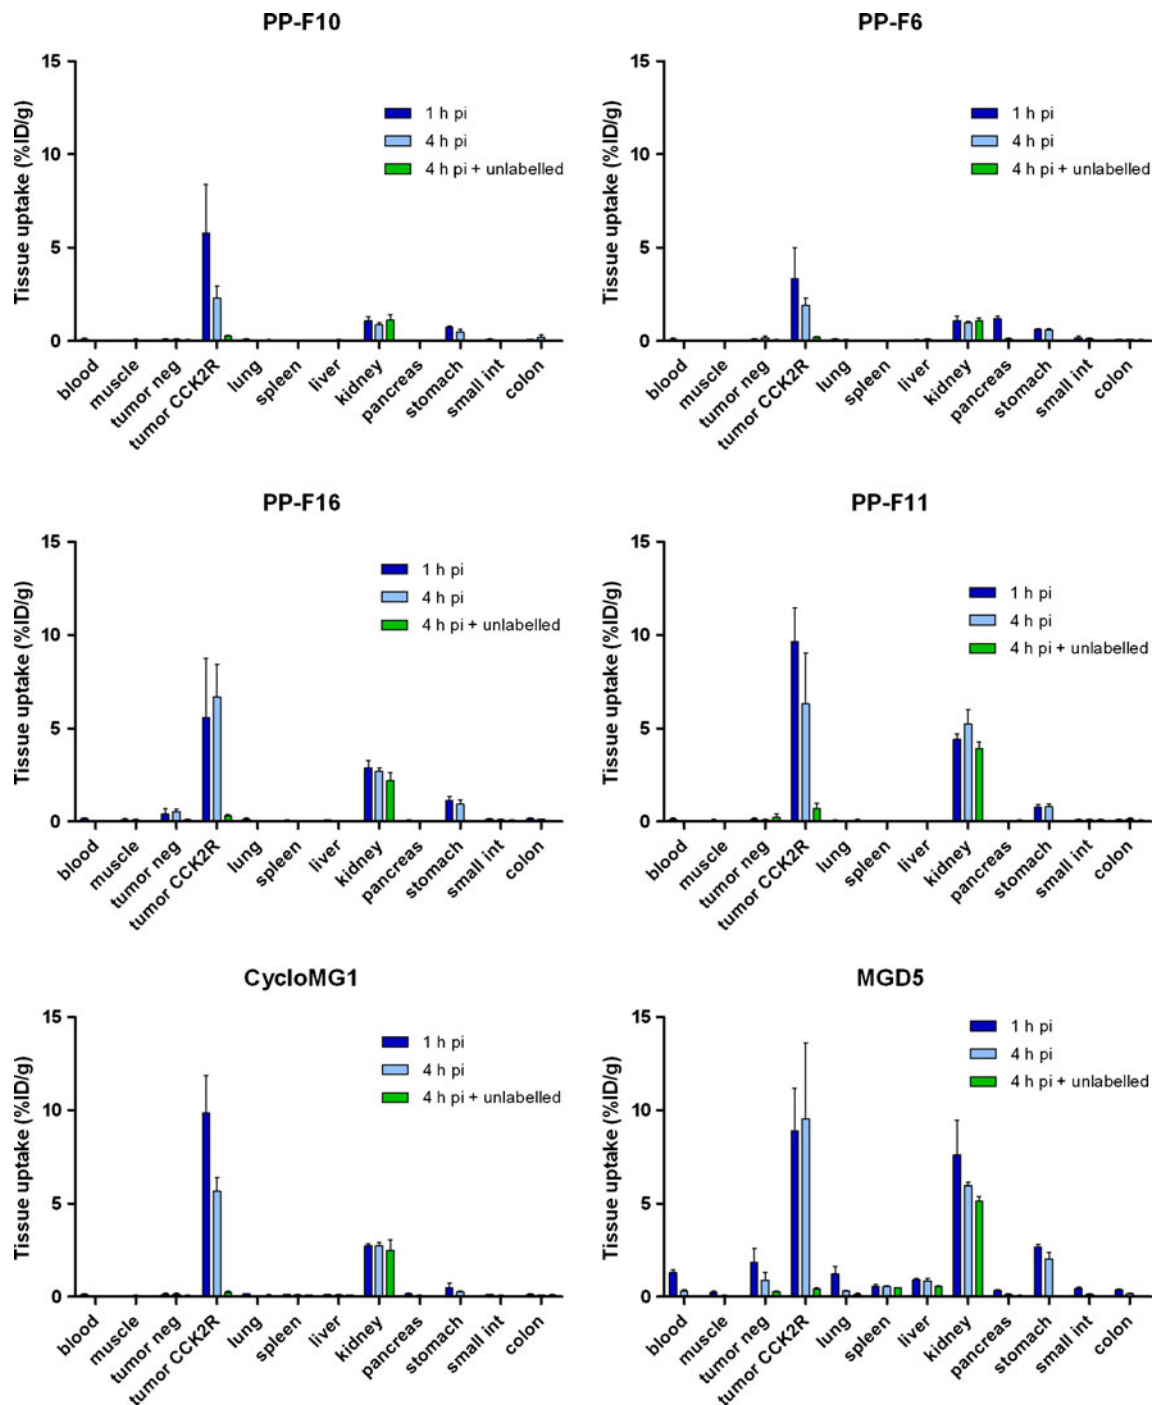 PP-F10
Tissue uptake (%ID/g)
15
10
5
0
1 h pi
4 h pi
4 h pi + unlabelled
blood
muscle
tumor neg
tumor CCK2R
lung
spleen
liver
kidney
pancreas
stomach
small int
colon
PP-F6
Tissue uptake (%ID/g)
15
10
5
0
1 h pi
4 h pi
4 h pi + unlabelled
blood
muscle
tumor neg
tumor CCK2R
lung
spleen
liver
kidney
pancreas
stomach
small int
colon
PP-F16
Tissue uptake (%ID/g)
15
10
5
0
1 h pi
4 h pi
4 h pi + unlabelled
blood
muscle
tumor neg
tumor CCK2R
lung
spleen
liver
kidney
pancreas
stomach
small int
colon
PP-F11
Tissue uptake (%ID/g)
15
10
5
0
1 h pi
4 h pi
4 h pi + unlabelled
blood
muscle
tumor neg
tumor CCK2R
lung
spleen
liver
kidney
pancreas
stomach
small int
colon
CycloMG1
Tissue uptake (%ID/g)
15
10
5
0
1 h pi
4 h pi
4 h pi + unlabelled
blood
muscle
tumor neg
tumor CCK2R
lung
spleen
liver
kidney
pancreas
stomach
small int
colon
MGD5
Tissue uptake (%ID/g)
15
10
5
0
1 h pi
4 h pi
4 h pi + unlabelled
blood
muscle
tumor neg
tumor CCK2R
lung
spleen
liver
kidney
pancreas
stomach
small int
colon